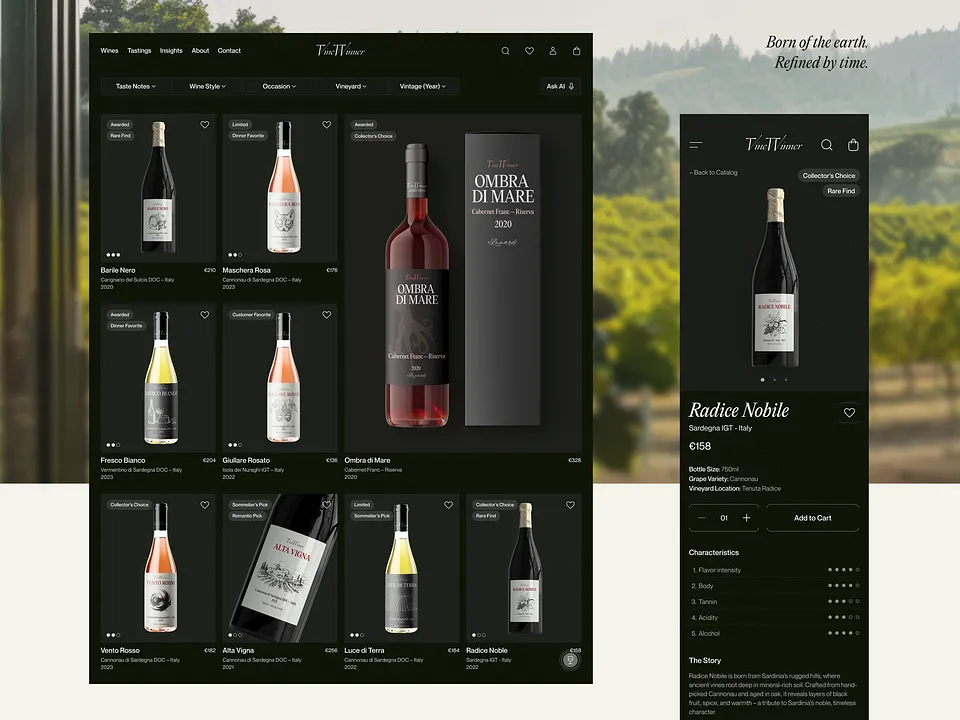 Born of the earth.
Refined by time.
Wines Tastings Insights About Contact
Taste Notes Wine Style Occasion Vineyard Vintage (Year) Ask AI
Awarded
Rare Find
Barile Nero €210
Carignano del Sulcis DOC – Italy
2020
Limited
Dinner Favorite
Maschera Rosa €176
Cannonau di Sardegna DOC – Italy
2023
Awarded
Collector's Choice
OMBRA
DI MARE
Cabernet Franc – Riserva
2020
OMBRA
DI MARE
Cabernet Franc – Riserva
2020
Ombra di Mare €328
Cabernet Franc – Riserva
2020
Awarded
Dinner Favorite
Fresco Bianco €204
Vermentino di Sardegna DOC – Italy
2023
Customer Favorite
Giullare Rosato €136
Isola dei Nuraghi IGT – Italy
2022
Collector's Choice
Vento Rosso €182
Cannonau di Sardegna DOC – Italy
2023
Sommelier's Pick
Romantic Pick
ALTA VIGNA
Alta Vigna €256
Cannonau di Sardegna DOC – Italy
2021
Limited
Sommelier's Pick
Luce di Terra €184
Cannonau di Sardegna DOC – Italy
2022
Collector's Choice
Rare Find
RADICE NOBILE
Radice Noble €158
Sardegna IGT - Italy
2022
←Back to Catalog
Collector's Choice
Rare Find
RADICE NOBILE
Radice Nobile
Sardegna IGT - Italy
€158
Bottle Size: 750ml
Grape Variety: Cannonau
Vineyard Location: Tenuta Radice
— 01 + Add to Cart
Characteristics
1. Flavor intensity
2. Body
3. Tannin
4. Acidity
5. Alcohol
The Story
Radice Nobile is born from Sardinia's rugged hills, where
ancient vines root deep in mineral-rich soil. Crafted from hand-
picked Cannonau and aged in oak, it reveals layers of black
fruit, spice, and warmth – a tribute to Sardinia's noble, timeless
character.